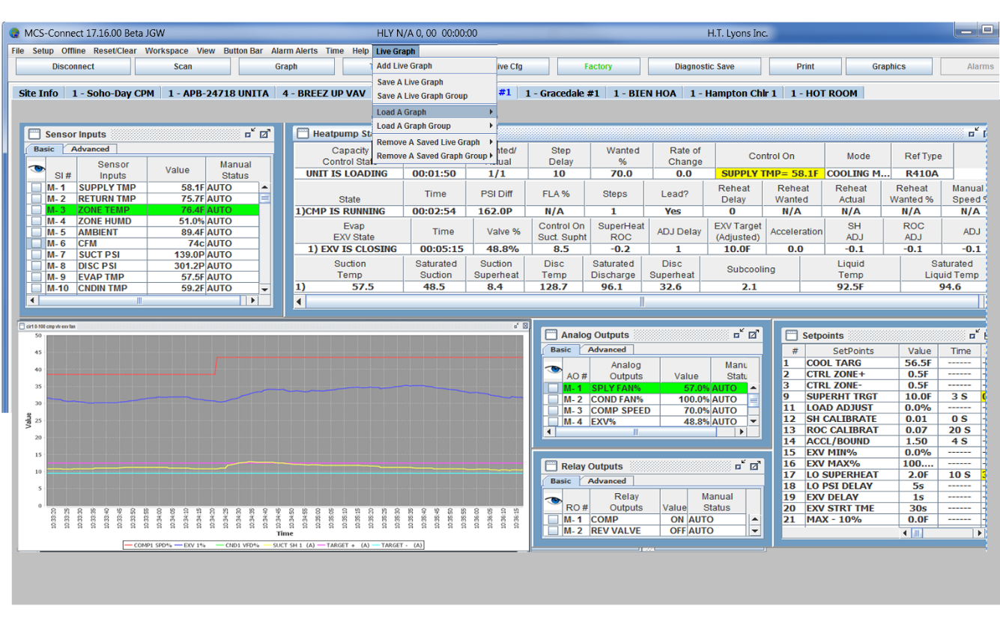 MCS-Connect 17.16.00 Beta JGW HLY N/A 0, 00 00:00:00 H.T. Lyons Inc.
File Setup Offline Reset/Clear Workspace View Button Bar Alarm Alerts Time Help Live Graph
Disconnect Scan Graph ive Cfg Factory Diagnostic Save Print Graphics Alarms
Add Live Graph
Save A Live Graph
Save A Live Graph Group
Load A Graph
Load A Graph Group
Remove A Saved Live Graph
Remove A Saved Graph Group
Site Info 1 - Soho-Day CPM 1 - APB-24718 UNITA 4 - BREEZ UP VAV #1 1 - Gracedale #1 1 - BIEN HOA 1 - Hampton Chlr 1 1 - HOT ROOM
Sensor Inputs
Basic Advanced
SI # Sensor Inputs Value Manual Status
M- 1 SUPPLY TMP 58.1F AUTO
M- 2 RETURN TMP 75.7F AUTO
M- 3 ZONE TEMP 76.4F AUTO
M- 4 ZONE HUMD 51.0% AUTO
M- 5 AMBIENT 89.4F AUTO
M- 6 CFM 74c AUTO
M- 7 SUCT PSI 139.0P AUTO
M- 8 DISC PSI 301.2P AUTO
M- 9 EVAP TMP 57.5F AUTO
M-10 CNDIN TMP 59.2F AUTO
Heatpump Sta
Capacity Control State nted/ Actual Step Delay Wanted % Rate of Change Control On Mode Ref Type
UNIT IS LOADING 00:01:50 1/1 10 70.0 0.0 SUPPLY TMP= 58.1F COOLING M... R410A
State Time PSI Diff FLA % Steps Lead? Reheat Delay Reheat Wanted Reheat Actual Reheat Wanted % Manual Speed %
1)CMP IS RUNNING 00:02:54 162.0P N/A 1 Yes 0 N/A N/A N/A N/A
Evap EXV State Time Valve % Control On Suct. Supht SuperHeat ROC ADJ Delay EXV Target (Adjusted) Acceleration SH ADJ ROC ADJ ADJ
1) EXV IS CLOSING 00:05:15 48.8% 8.5 -0.2 1 10.0F 0.0 -0.1 -0.1 -0.1
Suction Temp Saturated Suction Suction Superheat Disc Temp Saturated Discharge Disc Superheat Subcooling Liquid Temp Saturated Liquid Temp
1) 57.5 48.5 8.4 128.7 96.1 32.6 2.1 92.5F 94.6
cir1 0-100 cmp vlv exv fan
50
45
40
35
30
25
20
15
10
5
0
Value
10:33:20 10:33:25 10:33:35 10:33:40 10:33:45 10:33:50 10:33:55 10:34:00 10:34:05 10:34:10 10:34:15 10:34:20 10:34:25 10:34:30 10:34:35 10:34:40 10:34:45 10:34:50 10:34:55 10:35:00 10:35:05 10:35:10 10:35:15 10:35:20 10:35:25 10:35:30 10:35:35 10:35:40 10:35:45 10:35:50 10:35:55 10:36:00 10:36:05 10:36:10 10:36:15
Time
COMP1 SPD% EXV 1% CND1 VFD% SUCT SH 1 (A) TARGET + (A) TARGET - (A)
Analog Outputs
Basic Advanced
AO # Analog Outputs Value Manu Statu
M- 1 SPLY FAN% 57.0% AUTO
M- 2 COND FAN% 100.0% AUTO
M- 3 COMP SPEED 70.0% AUTO
M- 4 EXV% 48.8% AUTO
Relay Outputs
Basic Advanced
RO # Relay Outputs Value Manual Status
M- 1 COMP ON AUTO
M- 2 REV VALVE OFF AUTO
Setpoints
# SetPoints Value Time
1 COOL TARG 56.5F ------
2 CTRL ZONE+ 0.5F ------
3 CTRL ZONE- 0.5F ------
9 SUPERHT TRGT 10.0F 3 S
11 LOAD ADJUST 0.0% ------
12 SH CALIBRATE 0.01 0 S
13 ROC CALIBRAT 0.07 20 S
14 ACCL/BOUND 1.50 4 S
15 EXV MIN% 0.0% ------
16 EXV MAX% 100.... ------
17 LO SUPERHEAT 2.0F 10 S
18 LO PSI DELAY 5s ------
19 EXV DELAY 1s ------
20 EXV STRT TME 30s ------
21 MAX - 10% 0.0F ------